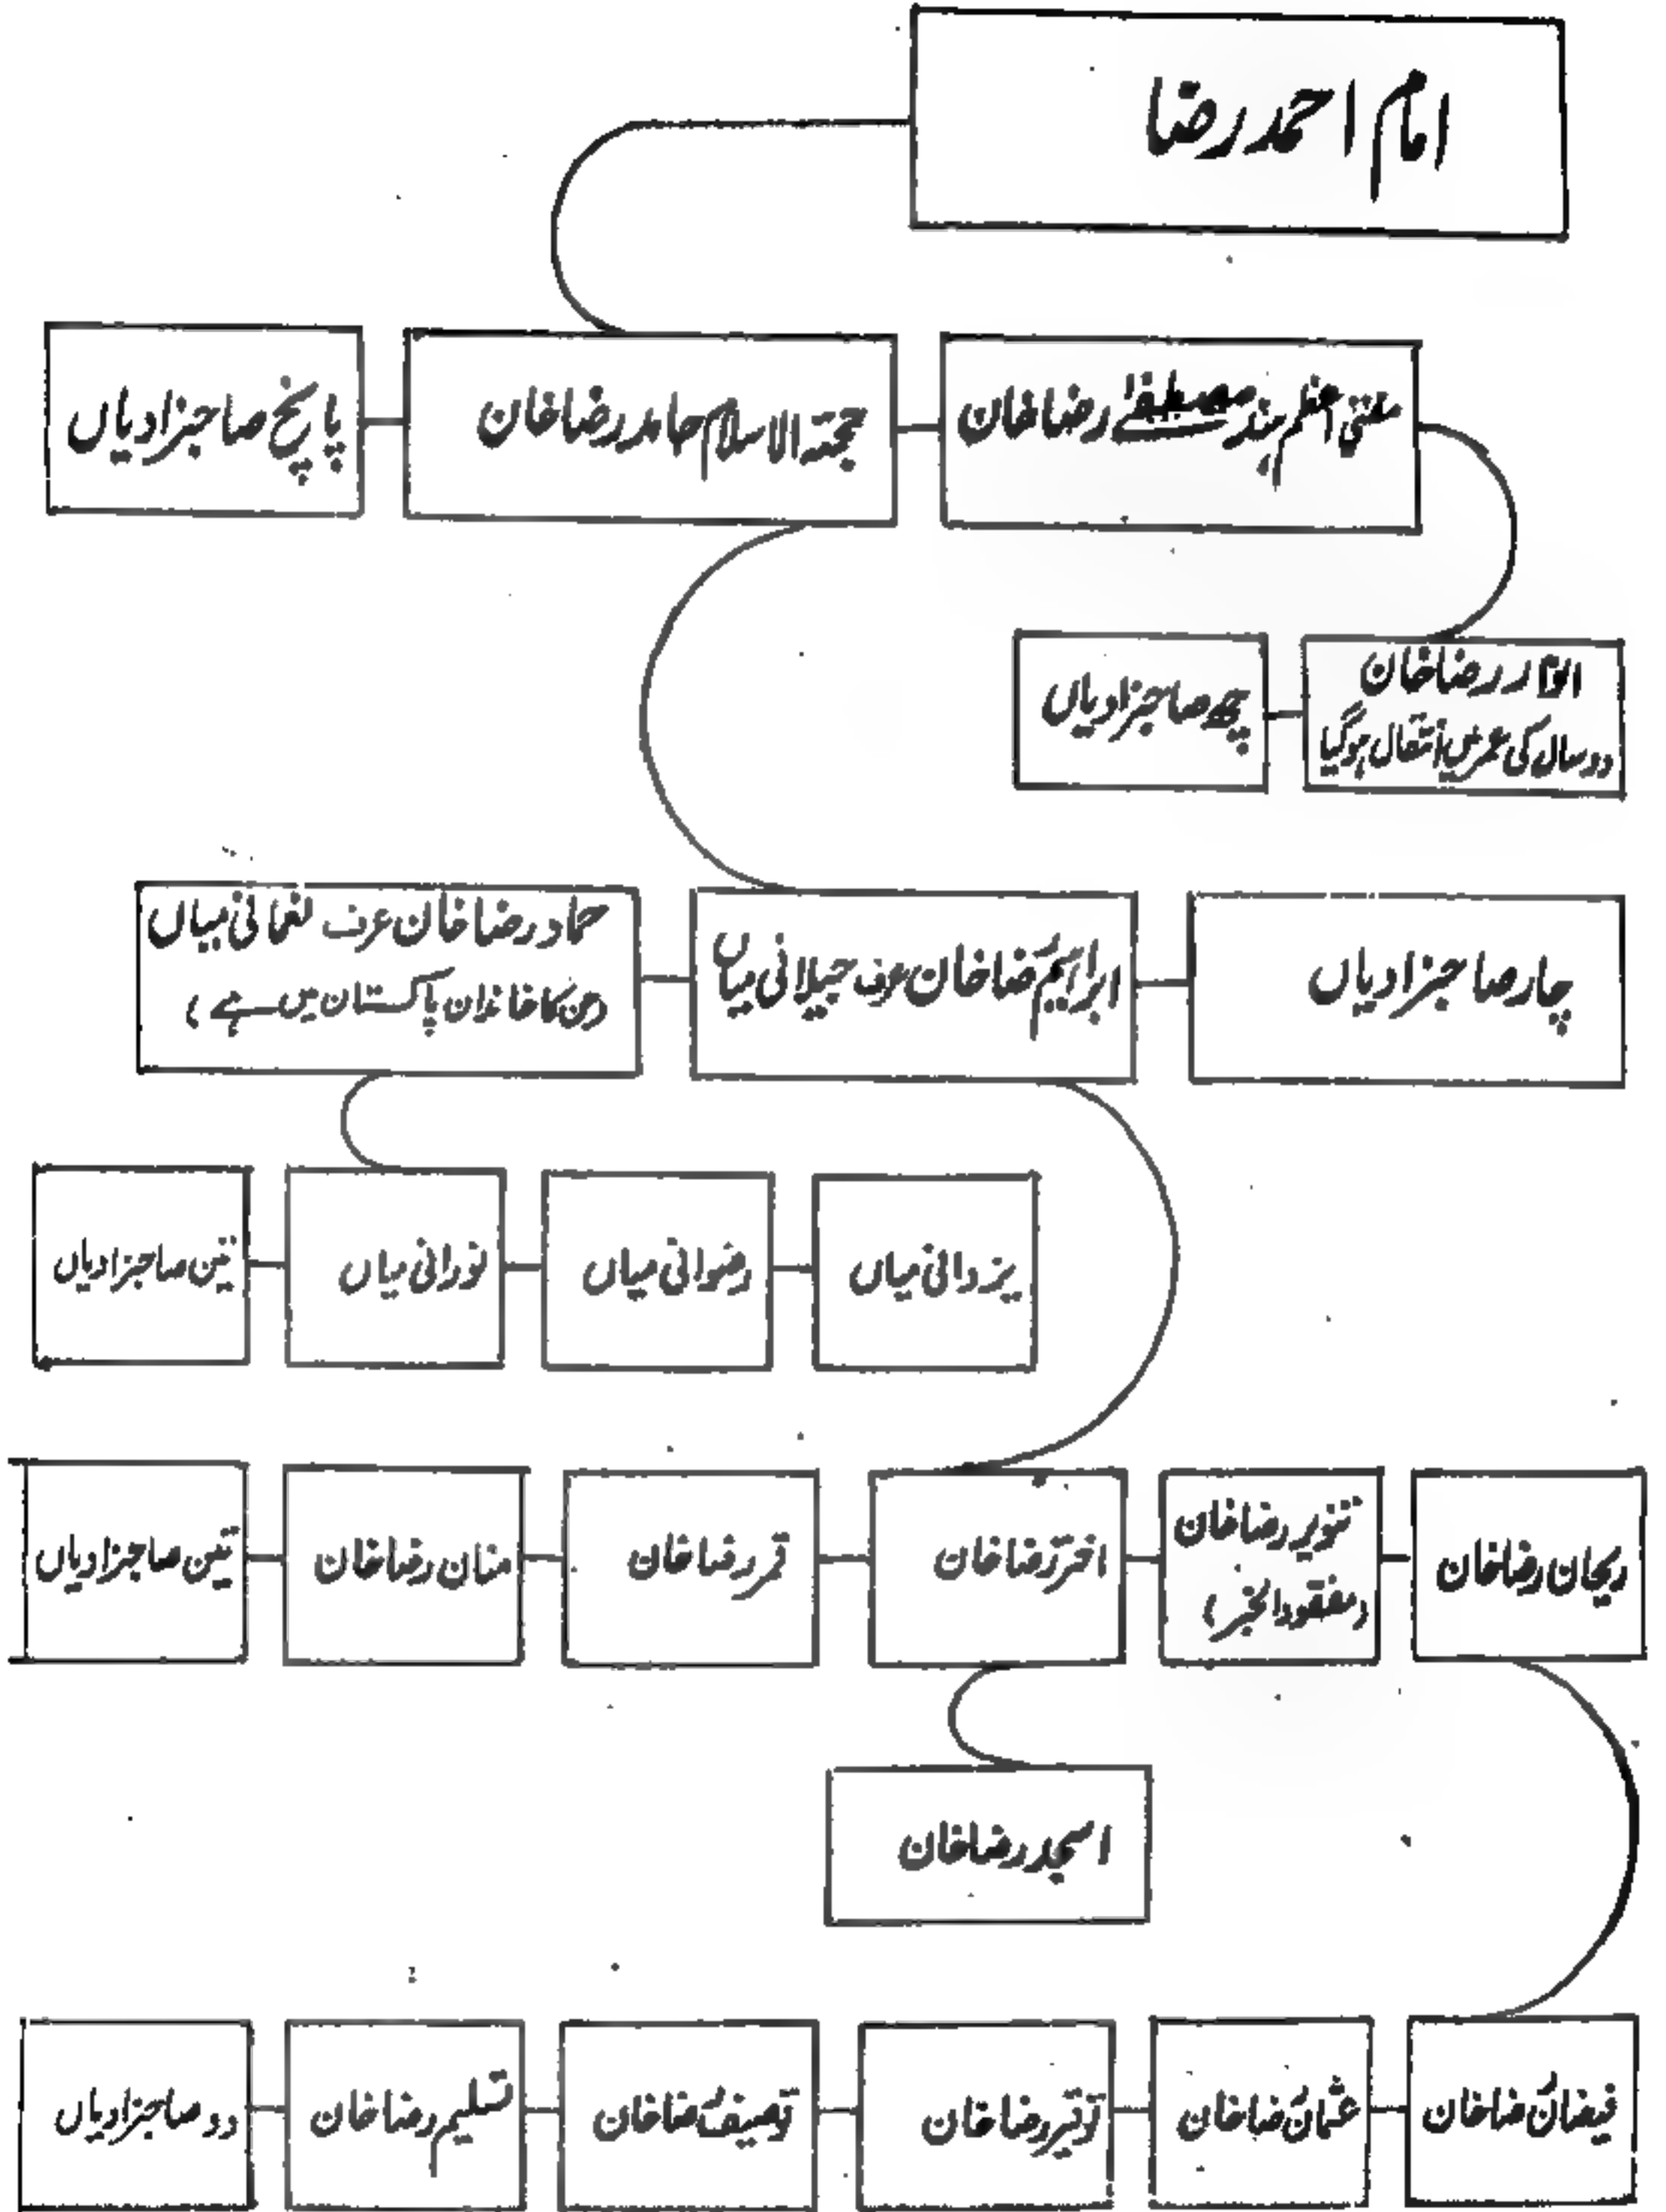 امام احمد رضا
مفتی اعظم ہند مصطفےٰ رضا خان
حجتہ الاسلام حامد رضا خان
پانچ صاحبزادیاں
انوار رضا خان
دو سال کی عمر میں انتقال ہوگیا
چھ صاحبزادیاں
چار صاحبزادیاں
ابراہیم رضا خان عرف جیلانی میاں
حماد رضا خان عرف نعمانی میاں
(جن کا خاندان پاکستان میں ہے)
یزدانی میاں
رضوانی میاں
نورانی میاں
تین صاحبزادیاں
ریحان رضا خان
تنویر رضا خان
(مفقود الخبر)
اختر رضا خان
قمر رضا خان
منان رضا خان
تین صاحبزادیاں
اسجد رضا خان
فیضان رضا خان
عثمان رضا خان
توقیر رضا خان
توصیف رضا خان
تسلیم رضا خان
دو صاحبزادیاں